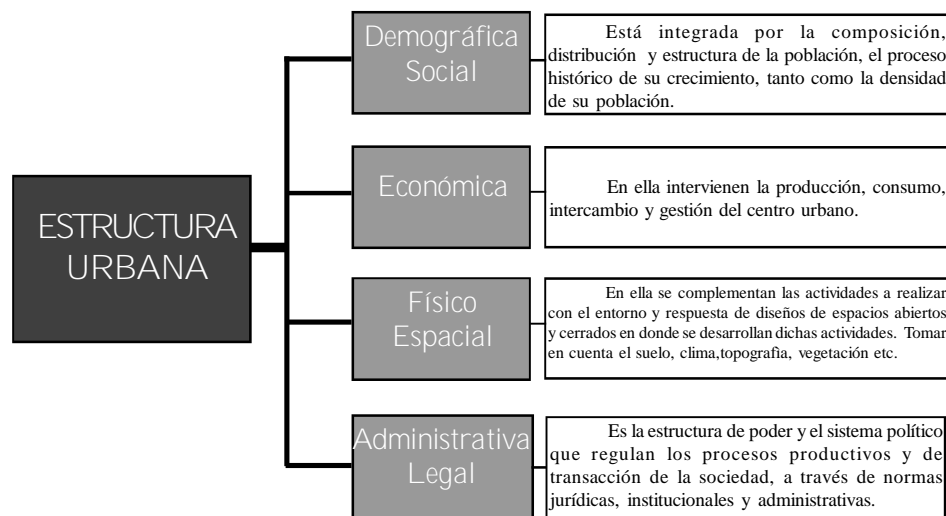 ESTRUCTURA
URBANA
Demográfica
Social
Está integrada por la composición,
distribución y estructura de la población, el proceso
histórico de su crecimiento, tanto como la densidad
de su población.
Económica
En ella intervienen la producción, consumo,
intercambio y gestión del centro urbano.
Físico
Espacial
En ella se complementan las actividades a realizar
con el entorno y respuesta de diseños de espacios abiertos
y cerrados en donde se desarrollan dichas actividades. Tomar
en cuenta el suelo, clima,topografia, vegetación etc.
Administrativa
Legal
Es la estructura de poder y el sistema político
que regulan los procesos productivos y de
transacción de la sociedad, a través de normas
jurídicas, institucionales y administrativas.